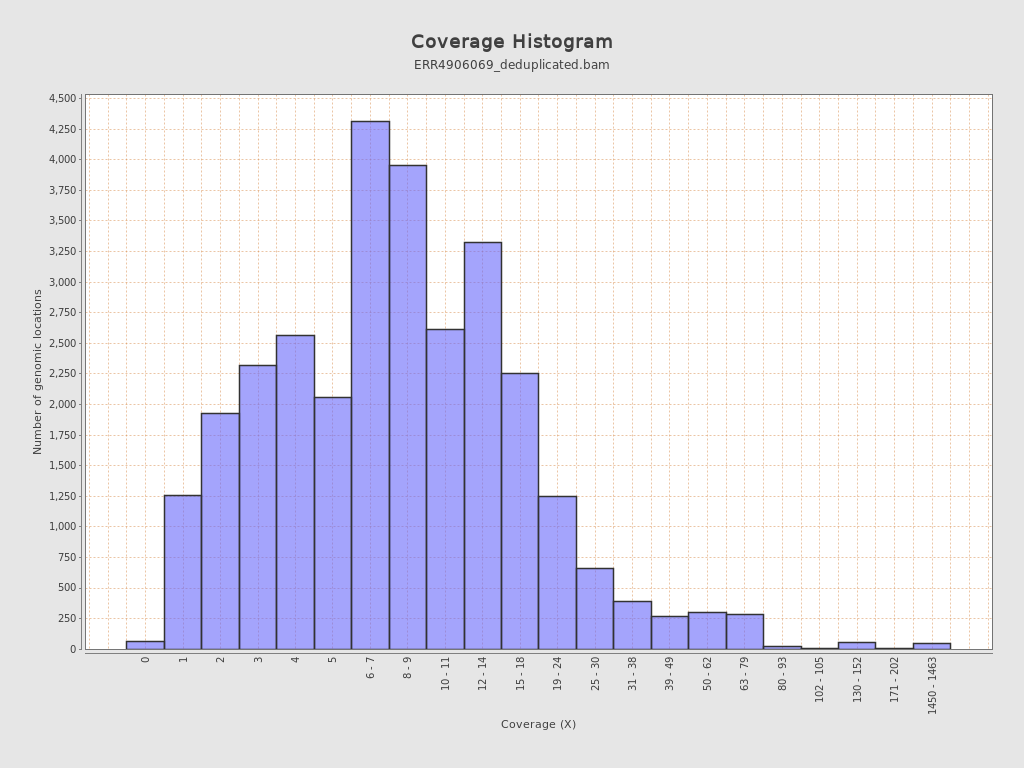 Coverage Histogram
ERR4906069_deduplicated.bam
Number of genomic locations
4,500
4,250
4,000
3,750
3,500
3,250
3,000
2,750
2,500
2,250
2,000
1,750
1,500
1,250
1,000
750
500
250
0
0
1
2
3
4
5
6 - 7
8 - 9
10 - 11
12 - 14
15 - 18
19 - 24
25 - 30
31 - 38
39 - 49
50 - 62
63 - 79
80 - 93
102 - 105
130 - 152
171 - 202
1450 - 1463
Coverage (X)